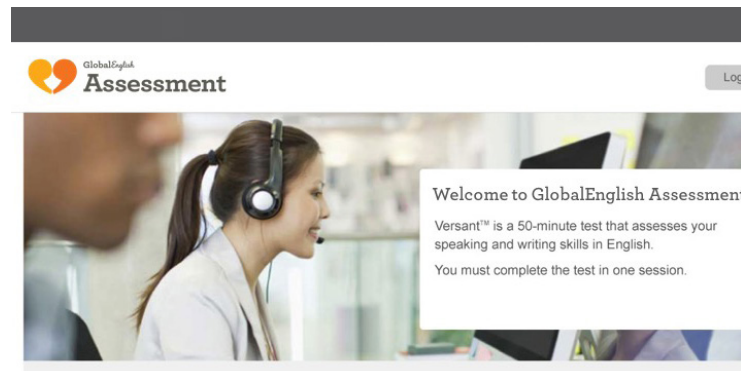 GlobalEnglish
Assessment
Welcome to GlobalEnglish Assessmen
Versant™ is a 50-minute test that assesses your
speaking and writing skills in English.
You must complete the test in one session.